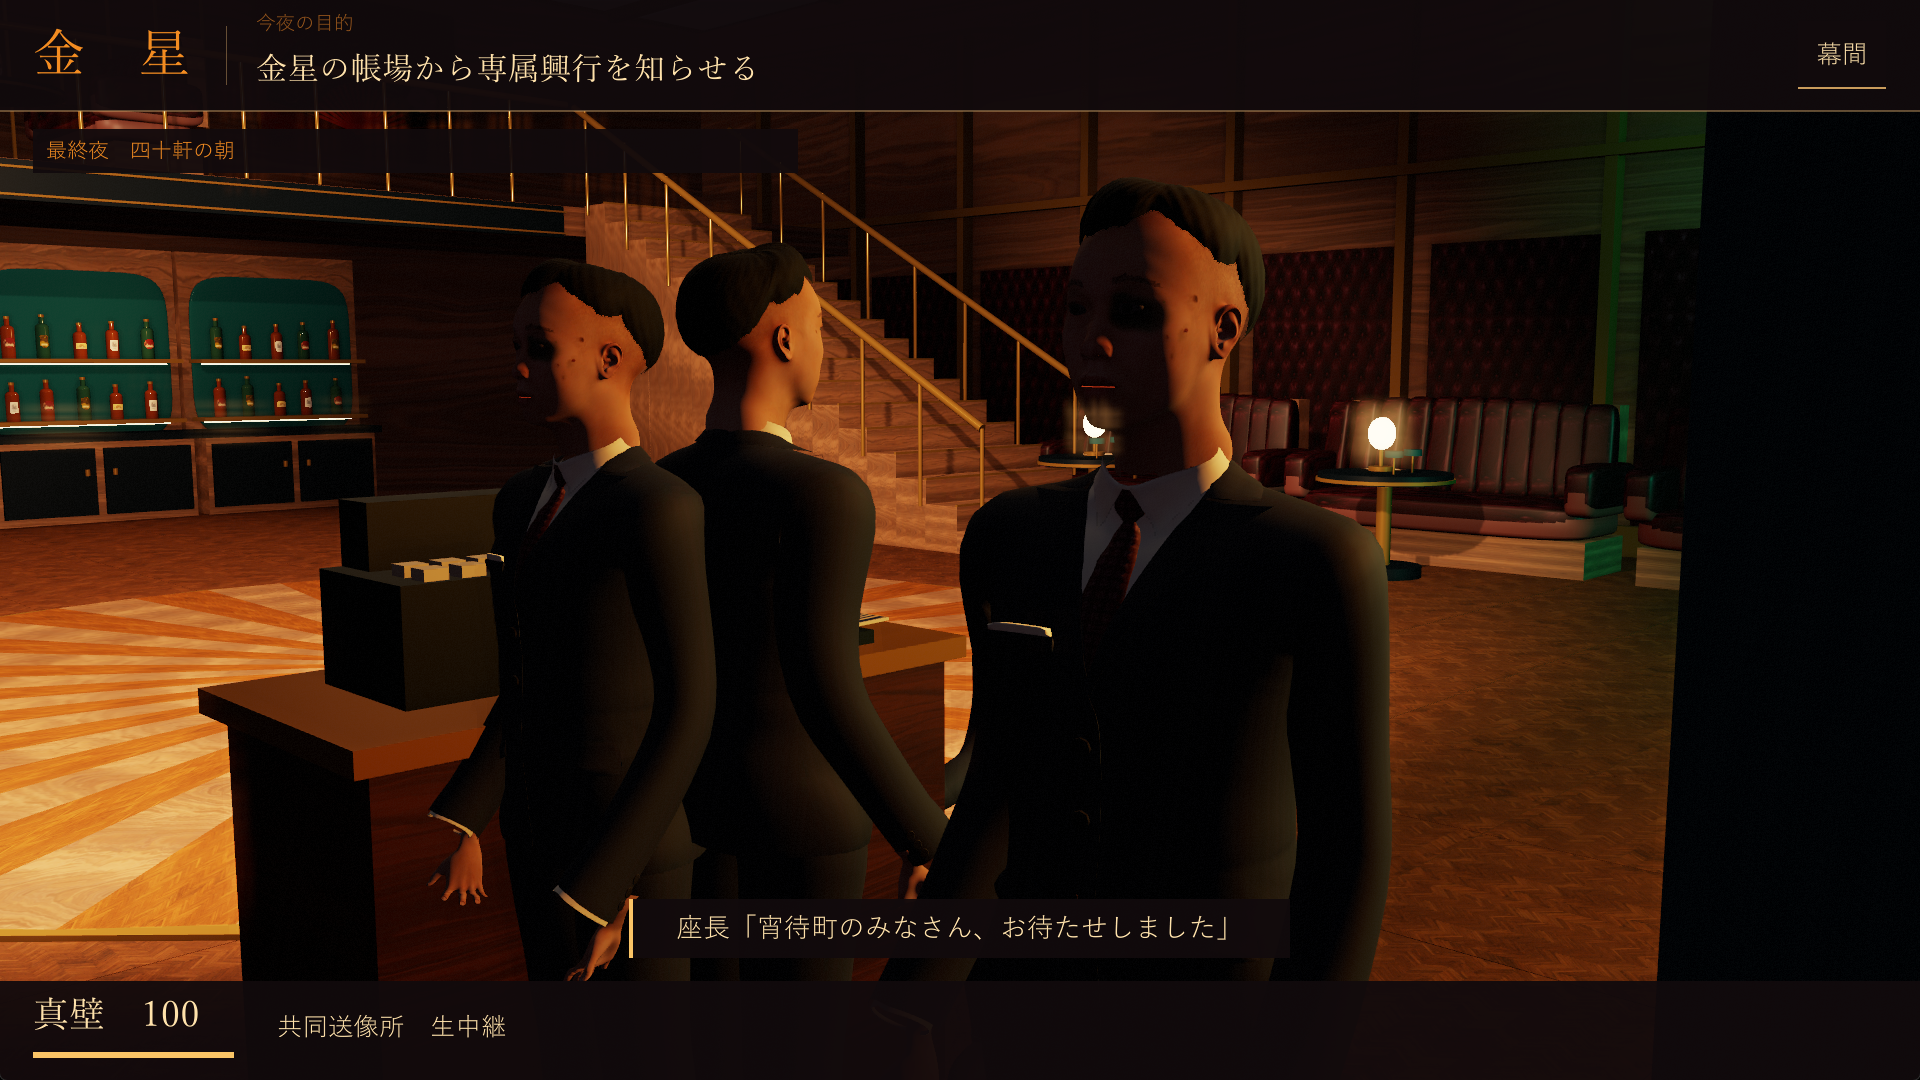 金星
今夜の目的
金星の帳場から専属興行を知らせる
幕間
最終夜 四十軒の朝
座長「宵待町のみなさん、お待たせしました」
真壁 100
共同送像所 生中継